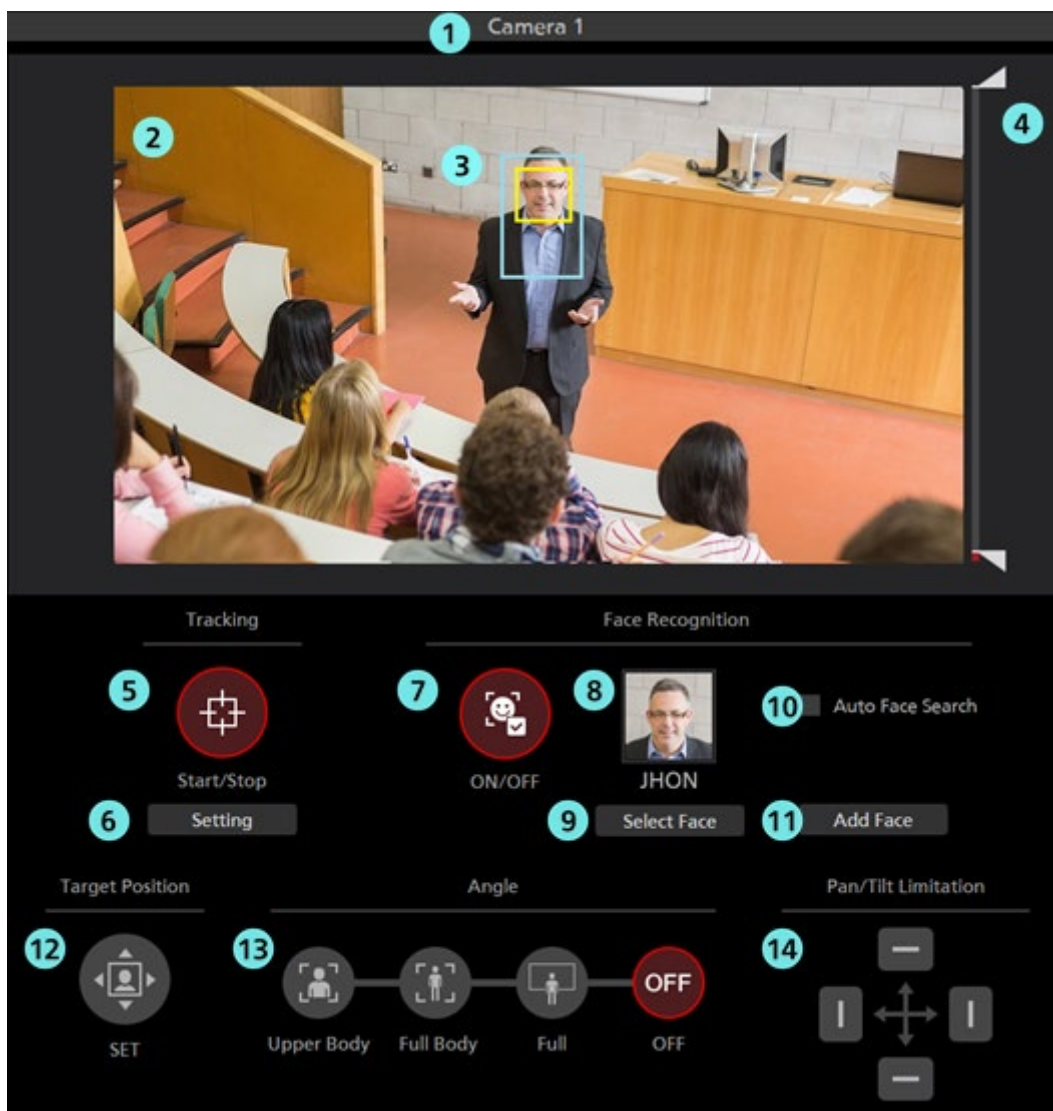 1 Camera 1
2
3
4
Tracking Face Recognition
5 7 8
10 Auto Face Search
Start/Stop ON/OFF JHON
6 Setting 9 Select Face 11 Add Face
Target Position Angle Pan/Tilt Limitation
12 13 14
OFF
SET Upper Body Full Body Full OFF